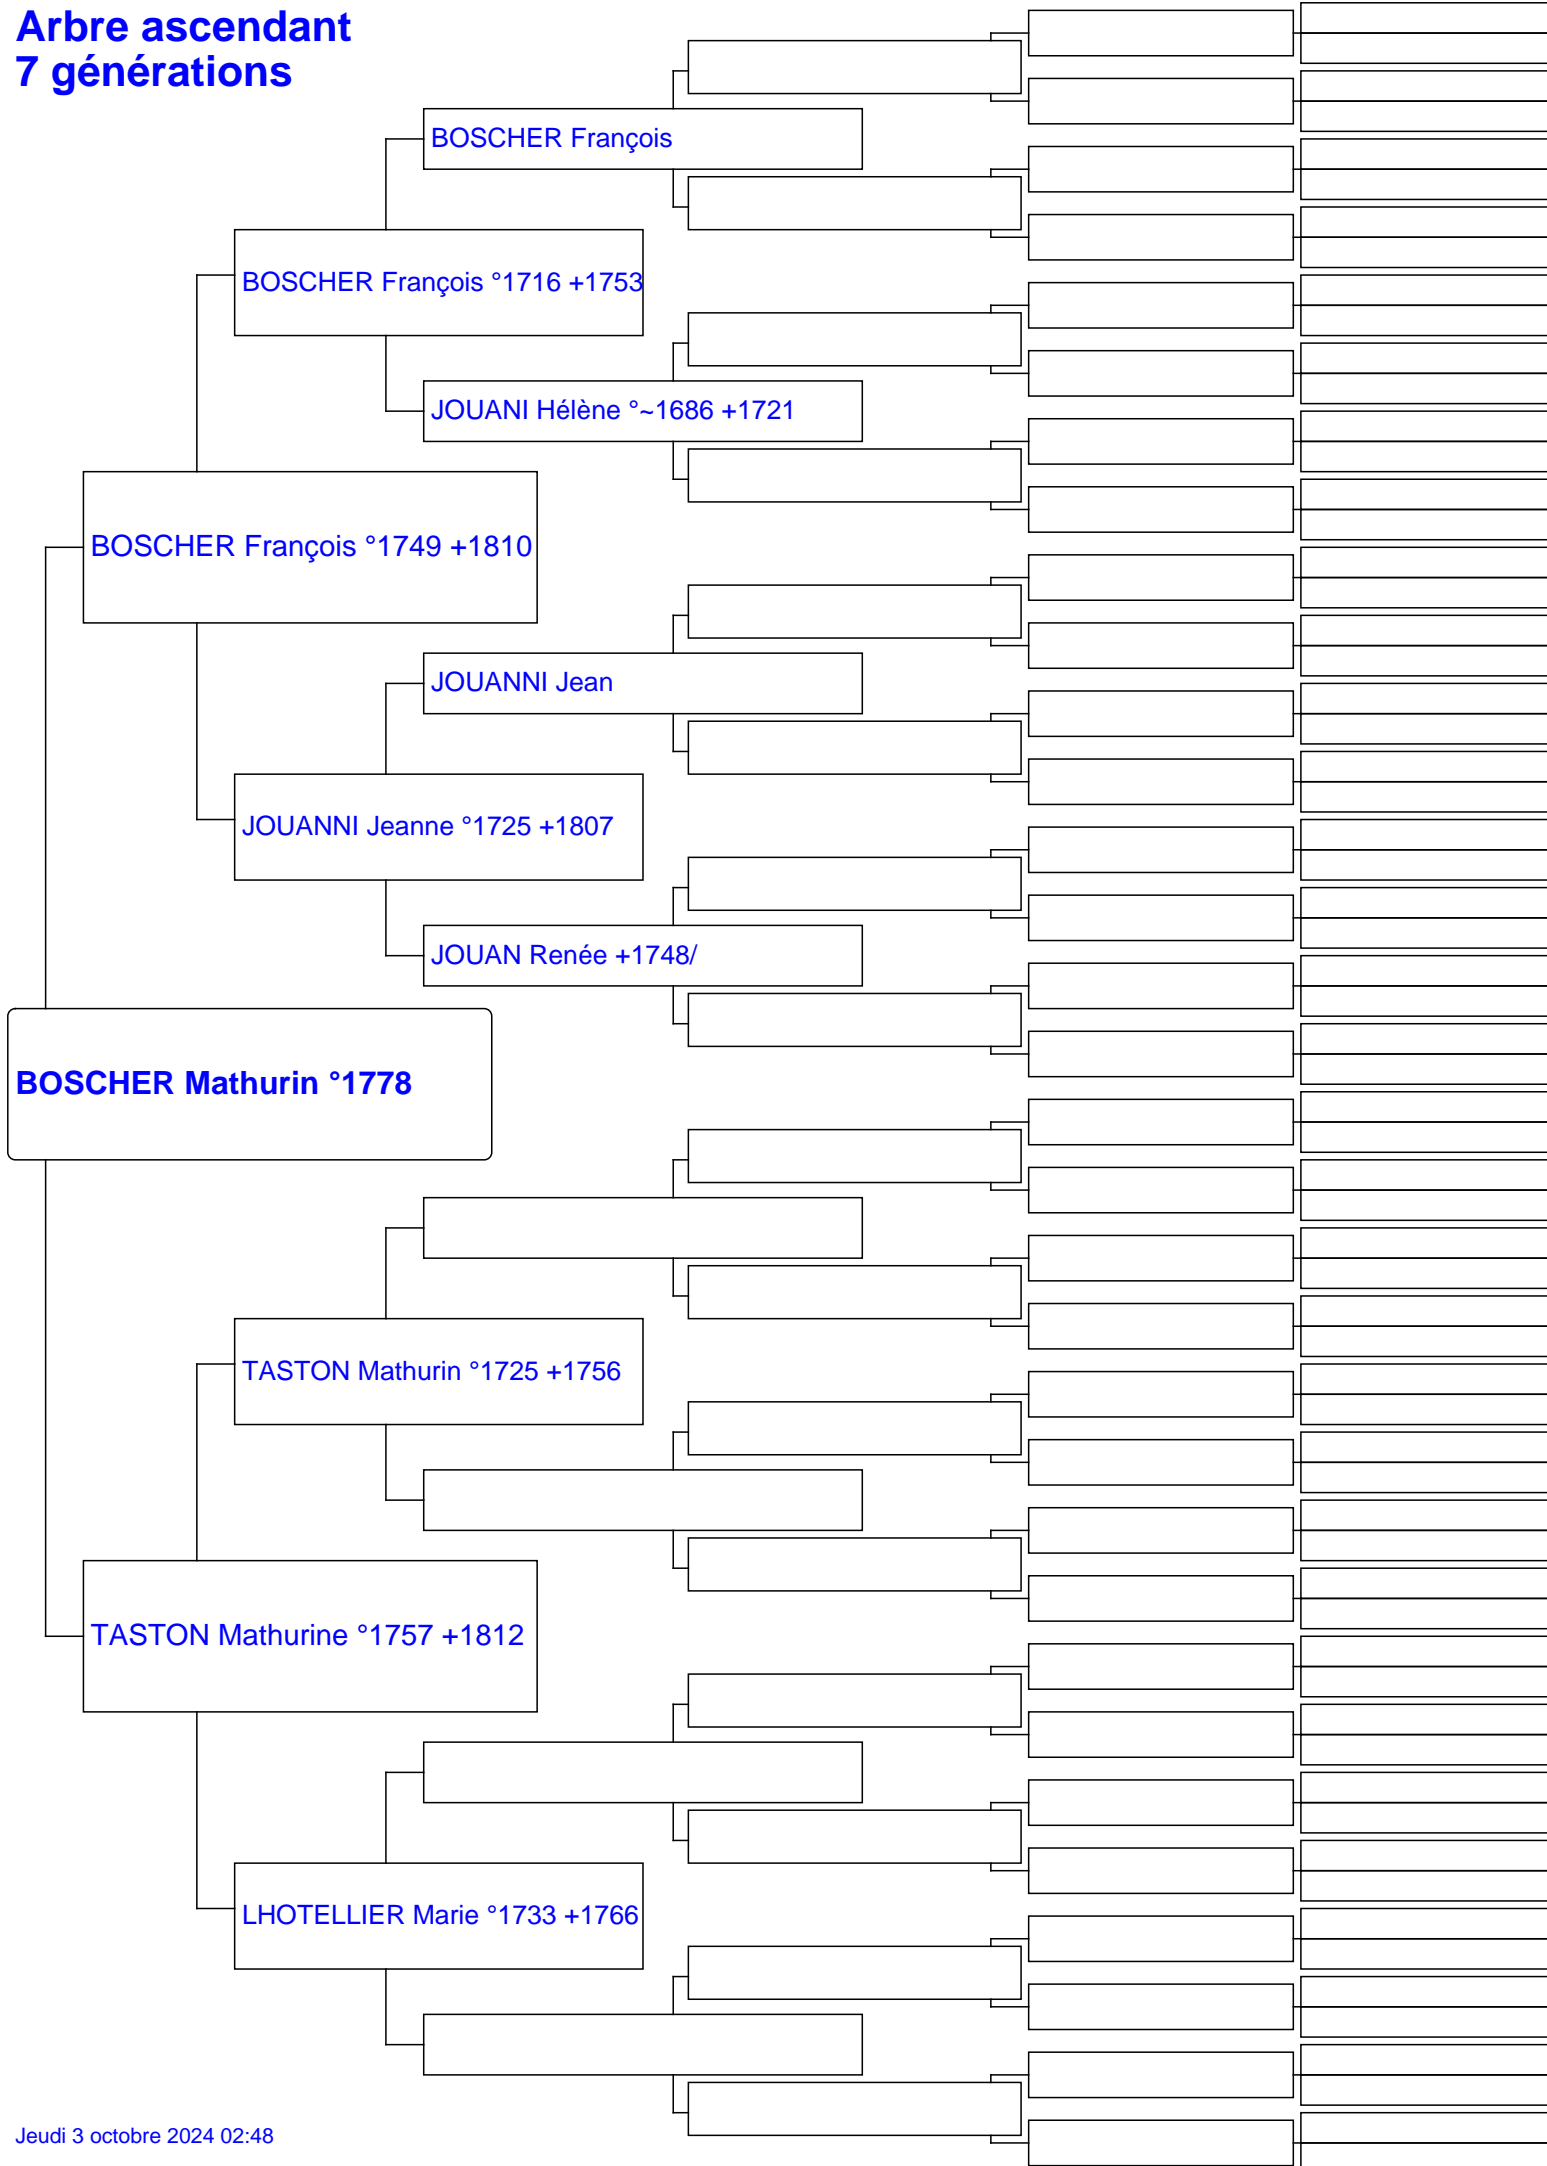 Arbre ascendant
7 générations
BOSCHER François
BOSCHER François °1716 +1753
JOUANI Hélène °~1686 +1721
BOSCHER François °1749 +1810
JOUANNI Jean
JOUANNI Jeanne °1725 +1807
JOUAN Renée +1748/
BOSCHER Mathurin °1778
TASTON Mathurin °1725 +1756
TASTON Mathurine °1757 +1812
LHOTELLIER Marie °1733 +1766
Jeudi 3 octobre 2024 02:48